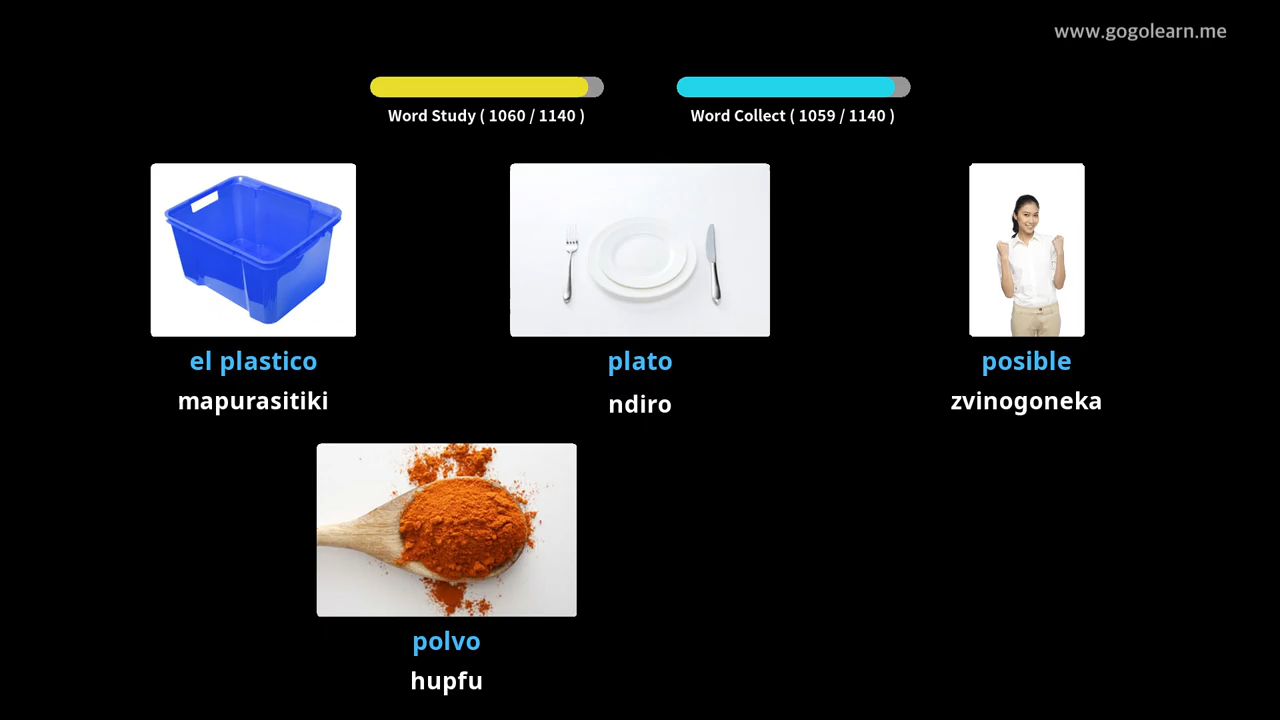 www.gogolearn.me
Word Study ( 1060 / 1140 )
Word Collect ( 1059 / 1140 )
el plastico
mapurasitiki
plato
ndiro
posible
zvinogoneka
polvo
hupfu